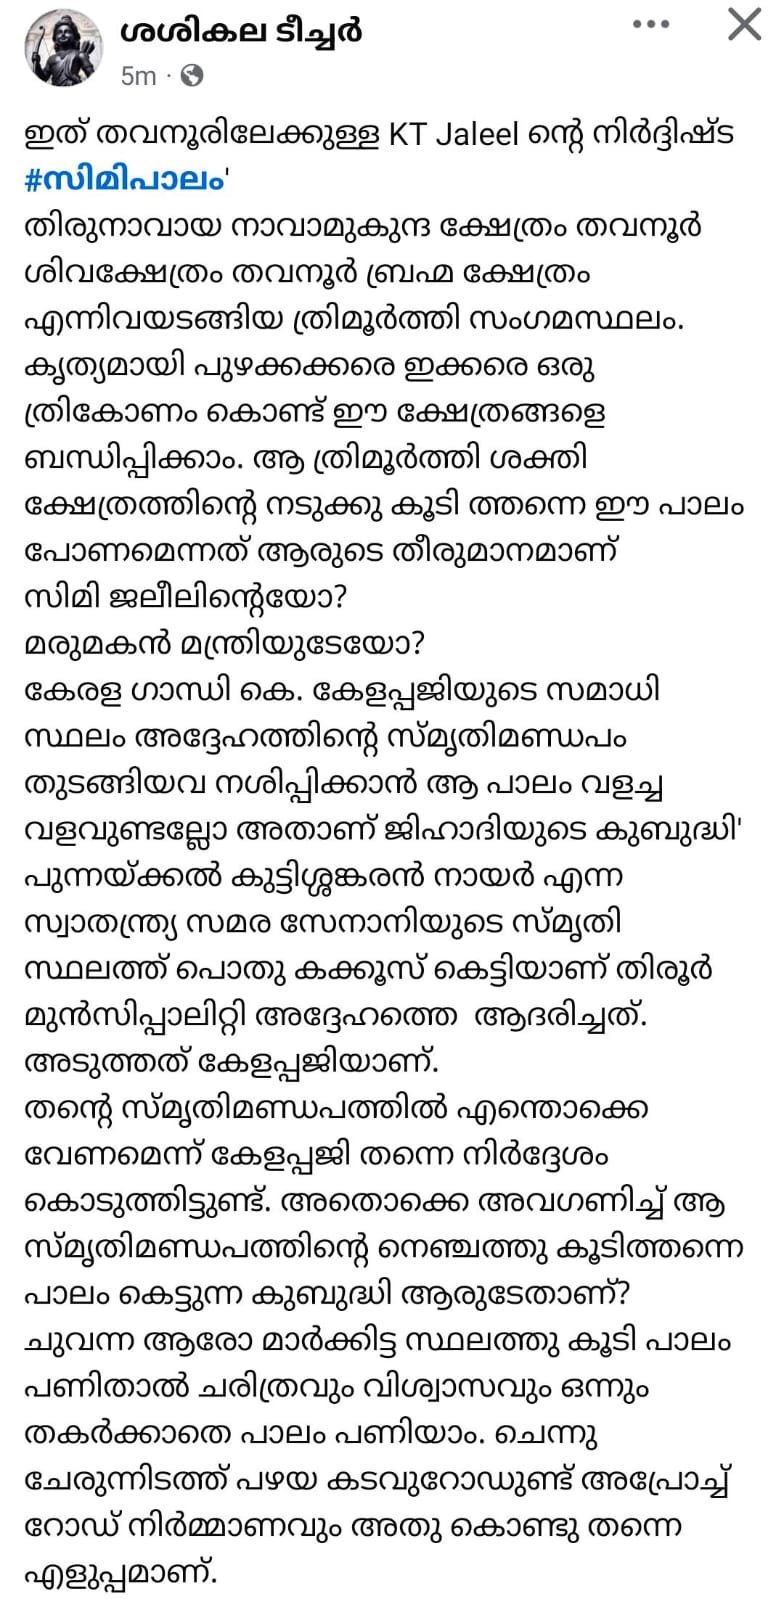 ശശികല ടീച്ചർ
5m ·
ഇത് തവനൂരിലേക്കുള്ള KT Jaleel ന്റെ നിർദ്ദിഷ്ട
#സിമിപാലം'
തിരുനാവായ നാവാമുകുന്ദ ക്ഷേത്രം തവനൂർ
ശിവക്ഷേത്രം തവനൂർ ബ്രഹ്മ ക്ഷേത്രം
എന്നിവയടങ്ങിയ ത്രിമൂർത്തി സംഗമസ്ഥലം.
കൃത്യമായി പുഴക്കക്കരെ ഇക്കരെ ഒരു
ത്രികോണം കൊണ്ട് ഈ ക്ഷേത്രങ്ങളെ
ബന്ധിപ്പിക്കാം. ആ ത്രിമൂർത്തി ശക്തി
ക്ഷേത്രത്തിന്റെ നടുക്കു കൂടി ത്തന്നെ ഈ പാലം
പോണമെന്നത് ആരുടെ തീരുമാനമാണ്
സിമി ജലീലിന്റെയോ?
മരുമകൻ മന്ത്രിയുടേയോ?
കേരള ഗാന്ധി കെ. കേളപ്പജിയുടെ സമാധി
സ്ഥലം അദ്ദേഹത്തിന്റെ സ്മൃതിമണ്ഡപം
തുടങ്ങിയവ നശിപ്പിക്കാൻ ആ പാലം വളച്ച
വളവുണ്ടല്ലോ അതാണ് ജിഹാദിയുടെ കുബുദ്ധി'
പുന്നയ്ക്കൽ കുട്ടിശ്ശങ്കരൻ നായർ എന്ന
സ്വാതന്ത്ര്യ സമര സേനാനിയുടെ സ്മൃതി
സ്ഥലത്ത് പൊതു കക്കൂസ് കെട്ടിയാണ് തിരൂർ
മുൻസിപ്പാലിറ്റി അദ്ദേഹത്തെ ആദരിച്ചത്.
അടുത്തത് കേളപ്പജിയാണ്.
തന്റെ സ്മൃതിമണ്ഡപത്തിൽ എന്തൊക്കെ
വേണമെന്ന് കേളപ്പജി തന്നെ നിർദ്ദേശം
കൊടുത്തിട്ടുണ്ട്. അതൊക്കെ അവഗണിച്ച് ആ
സ്മൃതിമണ്ഡപത്തിന്റെ നെഞ്ചത്തു കൂടിത്തന്നെ
പാലം കെട്ടുന്ന കുബുദ്ധി ആരുടേതാണ്?
ചുവന്ന ആരോ മാർക്കിട്ട സ്ഥലത്തു കൂടി പാലം
പണിതാൽ ചരിത്രവും വിശ്വാസവും ഒന്നും
തകർക്കാതെ പാലം പണിയാം. ചെന്നു
ചേരുന്നിടത്ത് പഴയ കടവുറോഡുണ്ട് അപ്രോച്ച്
റോഡ് നിർമ്മാണവും അതു കൊണ്ടു തന്നെ
എളുപ്പമാണ്.